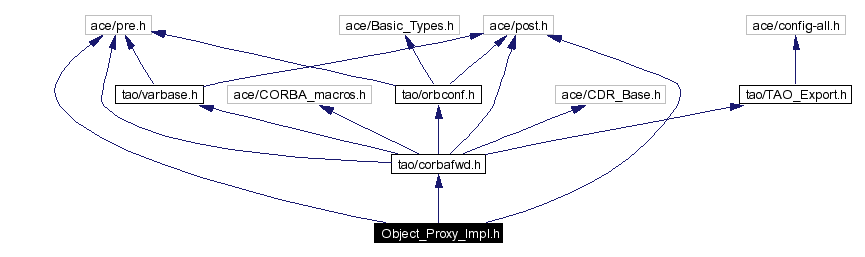 ace/pre.h
ace/Basic_Types.h
ace/post.h
ace/config-all.h
tao/varbase.h
ace/CORBA_macros.h
tao/orbconf.h
ace/CDR_Base.h
tao/TAO_Export.h
tao/corbafwd.h
Object_Proxy_Impl.h